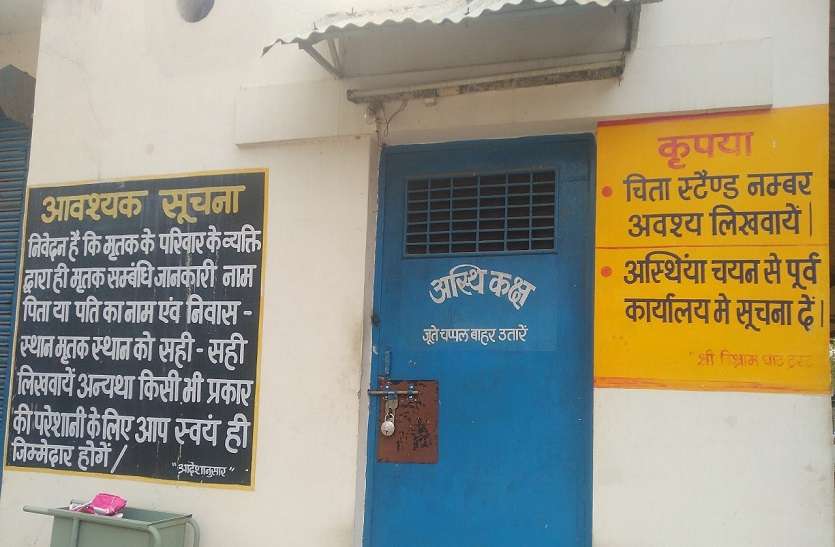 आवश्यक सूचना
निवेदन है कि मृतक के परिवार के व्यक्ति
द्वारा ही मृतक सम्बंधि जानकारी नाम
पिता या पति का नाम एंव निवास -
स्थान मृतक स्थान को सही - सही
लिखवायें अन्यथा किसी भी प्रकार
की परेशानी के लिए आप स्वयं ही
जिम्मेदार होगें /
"आदेशानुसार"
अस्थि कक्ष
जूते चप्पल बाहर उतारें
कृपया
• चिता स्टैण्ड नम्बर
अवश्य लिखवायें।
• अस्थिंया चयन से पूर्व
कार्यालय मे सूचना दें।
श्री विश्राम घाट ट्रस्ट